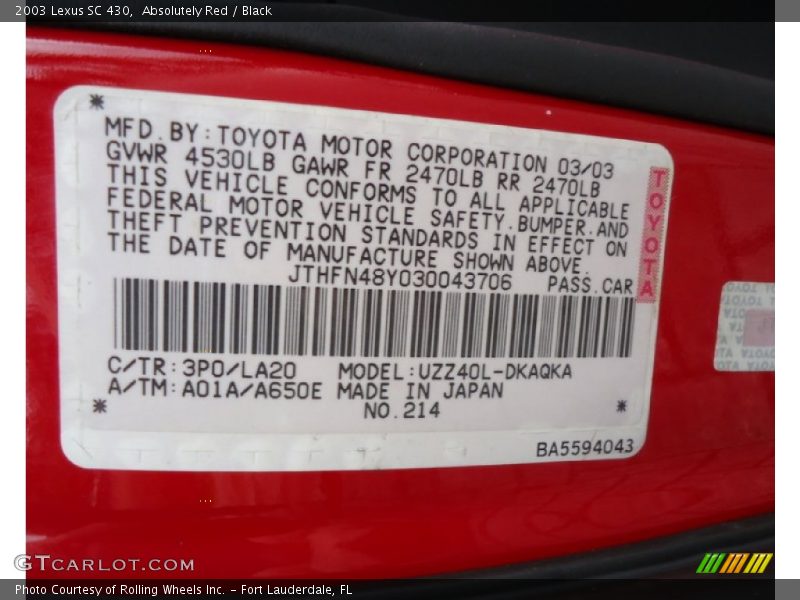 2003 Lexus SC 430,  Absolutely Red / Black
MFD.BY:TOYOTA MOTOR CORPORATION 03/03
GVWR 4530LB GAWR FR 2470LB RR 2470LB
THIS VEHICLE CONFORMS TO ALL APPLICABLE
FEDERAL MOTOR VEHICLE SAFETY.BUMPER.AND
THEFT PREVENTION STANDARDS IN EFFECT ON
THE DATE OF MANUFACTURE SHOWN ABOVE.
JTHFN48Y030043706 PASS.CAR
TOYOTA
C/TR:3P0/LA20 MODEL:UZZ40L-DKAQKA
A/TM:A01A/A650E MADE IN JAPAN
NO.214
BA5594043
GTCARLOT.COM
Photo Courtesy of Rolling Wheels Inc. – Fort Lauderdale, FL